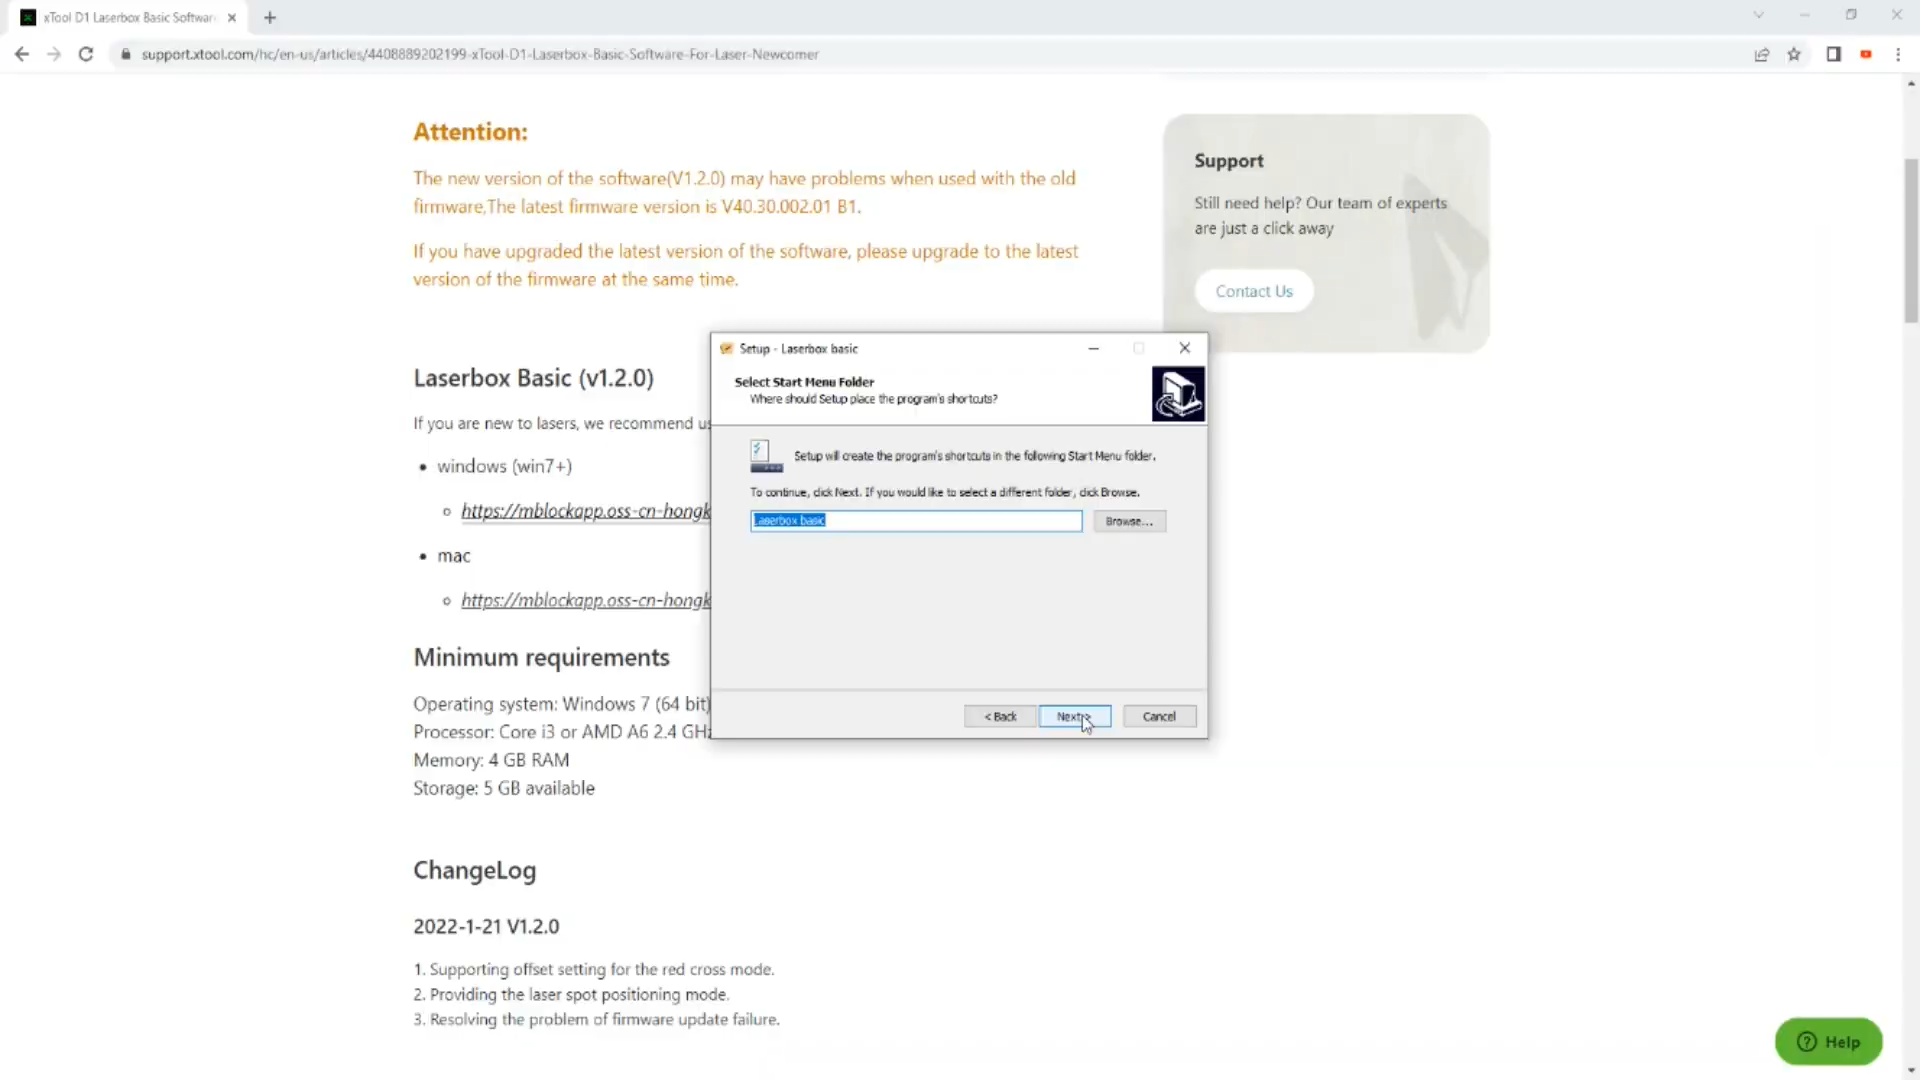 xTool D1 Laserbox Basic Softwar
support.xtool.com/hc/en-us/articles/4408889202199-xTool-D1-Laserbox-Basic-Software-For-Laser-Newcomer
Attention:
The new version of the software(V1.2.0) may have problems when used with the old
firmware,The latest firmware version is V40.30.002.01 B1.
If you have upgraded the latest version of the software, please upgrade to the latest
version of the firmware at the same time.
Support
Still need help? Our team of experts
are just a click away
Contact Us
Laserbox Basic (v1.2.0)
If you are new to lasers, we recommend us
• windows (win7+)
https://mblockapp.oss-cn-hongk
• mac
https://mblockapp.oss-cn-hongk
Minimum requirements
Operating system: Windows 7 (64 bit)
Processor: Core i3 or AMD A6 2.4 GHz
Memory: 4 GB RAM
Storage: 5 GB available
ChangeLog
2022-1-21 V1.2.0
1. Supporting offset setting for the red cross mode.
2. Providing the laser spot positioning mode.
3. Resolving the problem of firmware update failure.
Setup - Laserbox basic
Select Start Menu Folder
Where should Setup place the program's shortcuts?
Setup will create the program's shortcuts in the following Start Menu folder.
To continue, click Next. If you would like to select a different folder, click Browse.
Laserbox basic
Browse...
< Back
Next >
Cancel
Help